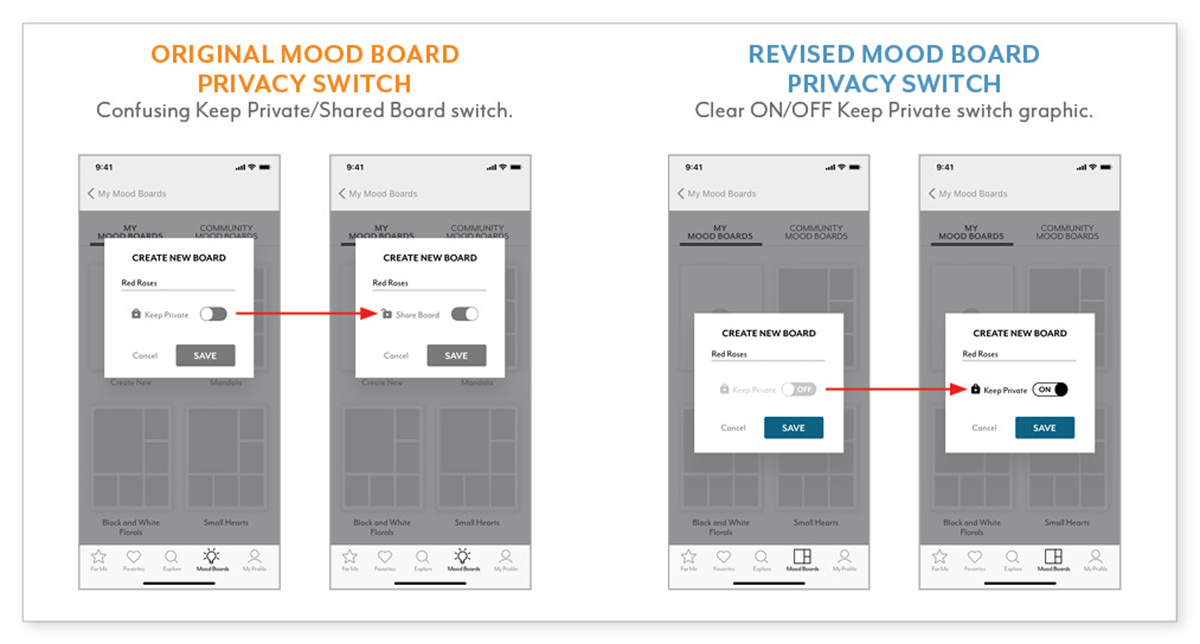 ORIGINAL MOOD BOARD
PRIVACY SWITCH
Confusing Keep Private/Shared Board switch.
REVISED MOOD BOARD
PRIVACY SWITCH
Clear ON/OFF Keep Private switch graphic.
9:41
My Mood Boards
MY
MOOD BOARDS
COMMUNITY
MOOD BOARDS
CREATE NEW BOARD
Red Roses
Keep Private
Cancel
SAVE
Create New
Mandala
Black and White
Florals
Small Hearts
For Me
Favorites
Explore
Mood Boards
My Profile
9:41
My Mood Boards
MY
MOOD BOARDS
COMMUNITY
MOOD BOARDS
CREATE NEW BOARD
Red Roses
Share Board
Cancel
SAVE
Create New
Mandala
Black and White
Florals
Small Hearts
For Me
Favorites
Explore
Mood Boards
My Profile
9:41
My Mood Boards
MY
MOOD BOARDS
COMMUNITY
MOOD BOARDS
CREATE NEW BOARD
Red Roses
Keep Private OFF
Cancel
SAVE
Black and White
Florals
Small Hearts
For Me
Favorites
Explore
Mood Boards
My Profile
9:41
My Mood Boards
MY
MOOD BOARDS
COMMUNITY
MOOD BOARDS
CREATE NEW BOARD
Red Roses
Keep Private ON
Cancel
SAVE
Black and White
Florals
Small Hearts
For Me
Favorites
Explore
Mood Boards
My Profile